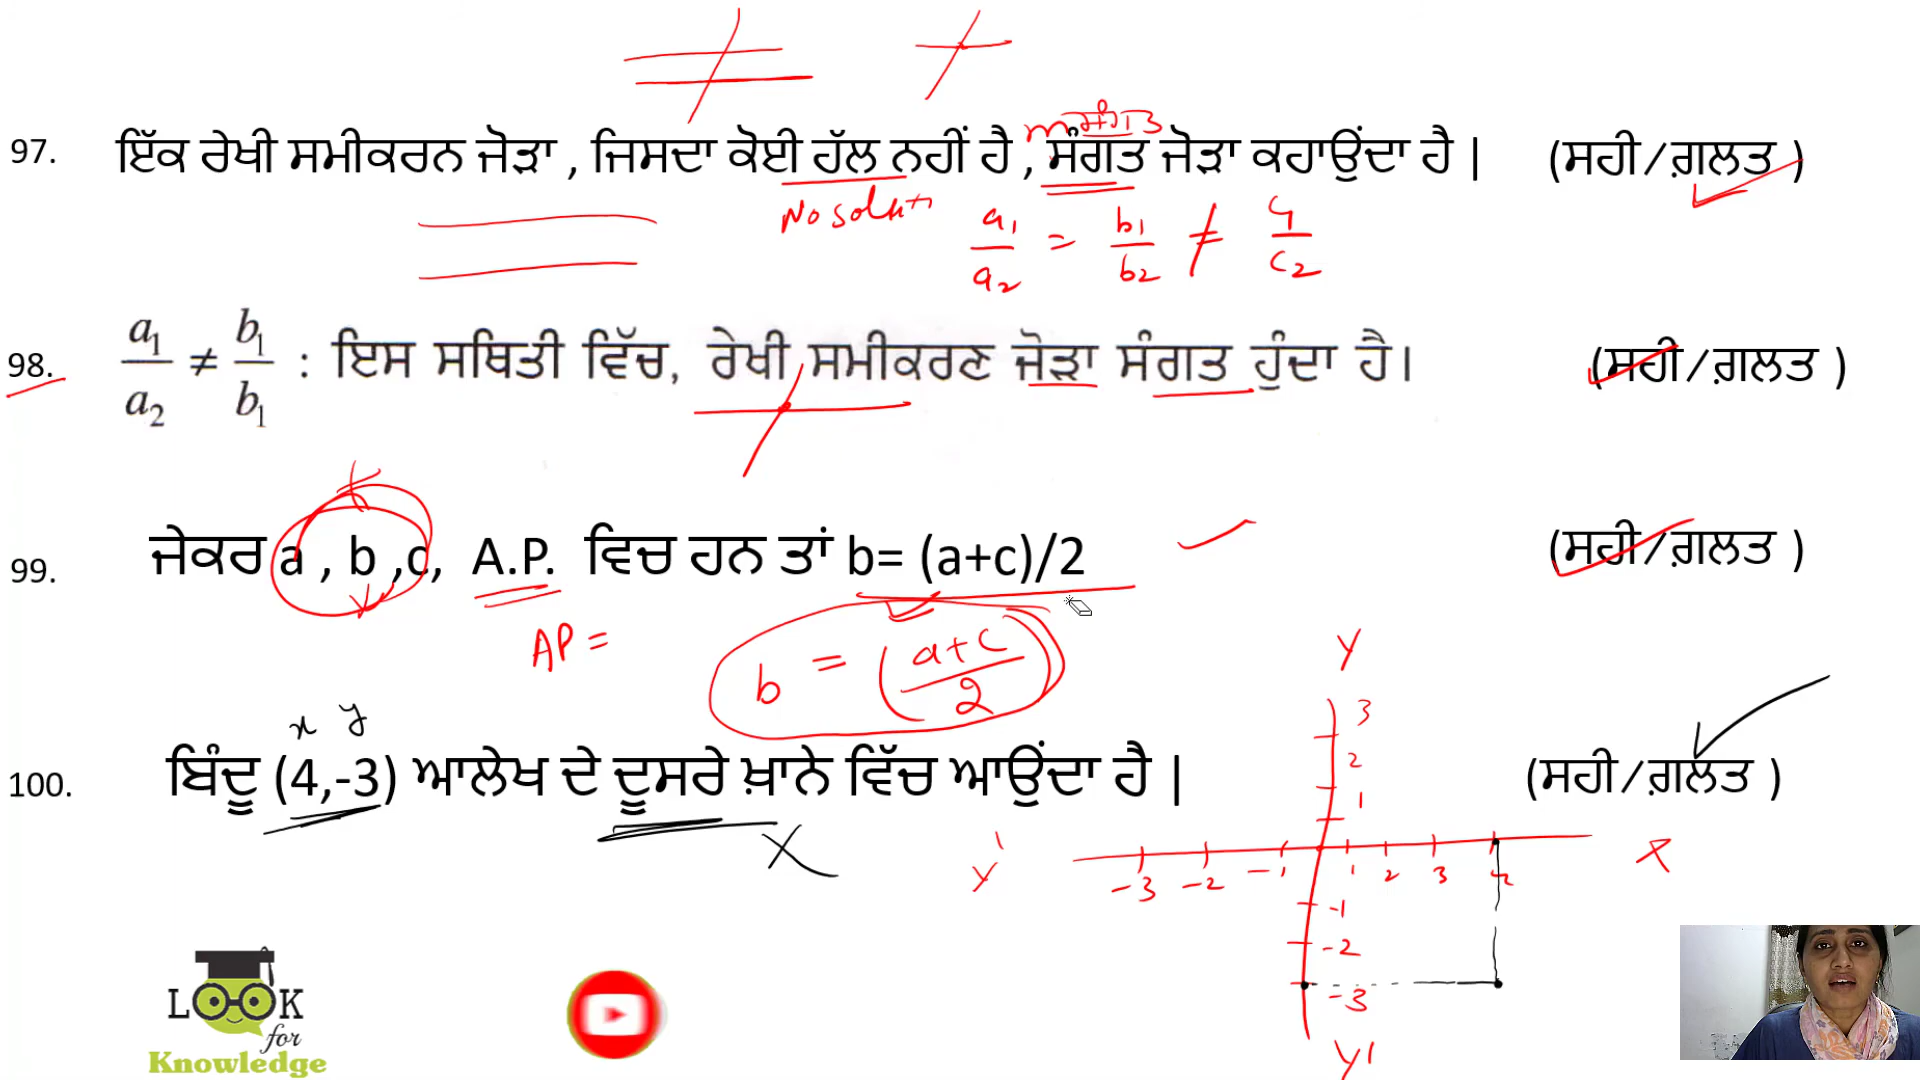 97. ਇੱਕ ਰੇਖੀ ਸਮੀਕਰਨ ਜੋੜਾ , ਜਿਸਦਾ ਕੋਈ ਹੱਲ ਨਹੀਂ ਹੈ , ਸੰਗਤ ਜੋੜਾ ਕਹਾਉਂਦਾ ਹੈ | (ਸਹੀ/ਗ਼ਲਤ )
No solutn
a1/a2 = b1/b2 ≠ c1/c2
98. a1/a2 ≠ b1/b1 : ਇਸ ਸਥਿਤੀ ਵਿੱਚ, ਰੇਖੀ ਸਮੀਕਰਣ ਜੋੜਾ ਸੰਗਤ ਹੁੰਦਾ ਹੈ। (ਸਹੀ/ਗ਼ਲਤ )
99. ਜੇਕਰ a , b ,c, A.P. ਵਿਚ ਹਨ ਤਾਂ b= (a+c)/2 (ਸਹੀ/ਗ਼ਲਤ )
AP =
b = (a+c/2)
x y
100. ਬਿੰਦੂ (4,-3) ਆਲੇਖ ਦੇ ਦੂਸਰੇ ਖ਼ਾਨੇ ਵਿੱਚ ਆਉਂਦਾ ਹੈ | (ਸਹੀ/ਗ਼ਲਤ )
Y
3
2
1
-3 -2 -1 1 2 3 4
X
-1
-2
-3
Y'
LOOK
for
Knowledge